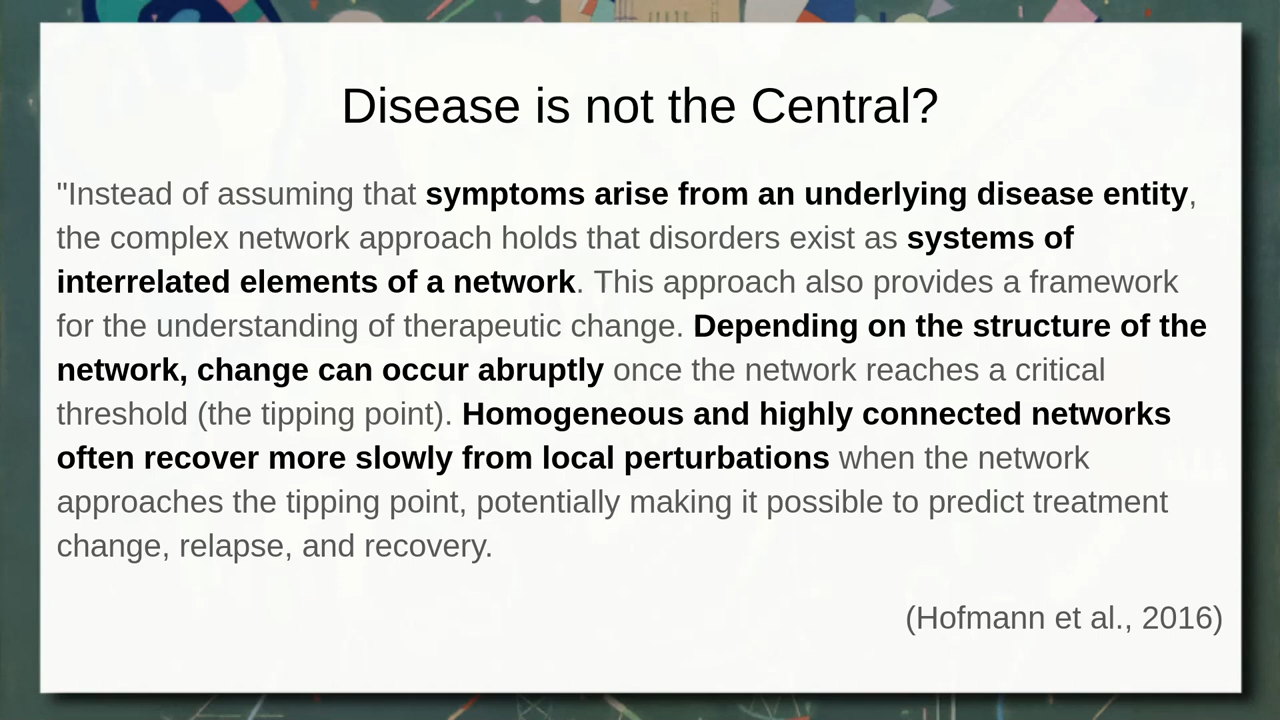 Disease is not the Central?
"Instead of assuming that symptoms arise from an underlying disease entity,
the complex network approach holds that disorders exist as systems of
interrelated elements of a network. This approach also provides a framework
for the understanding of therapeutic change. Depending on the structure of the
network, change can occur abruptly once the network reaches a critical
threshold (the tipping point). Homogeneous and highly connected networks
often recover more slowly from local perturbations when the network
approaches the tipping point, potentially making it possible to predict treatment
change, relapse, and recovery.
(Hofmann et al., 2016)